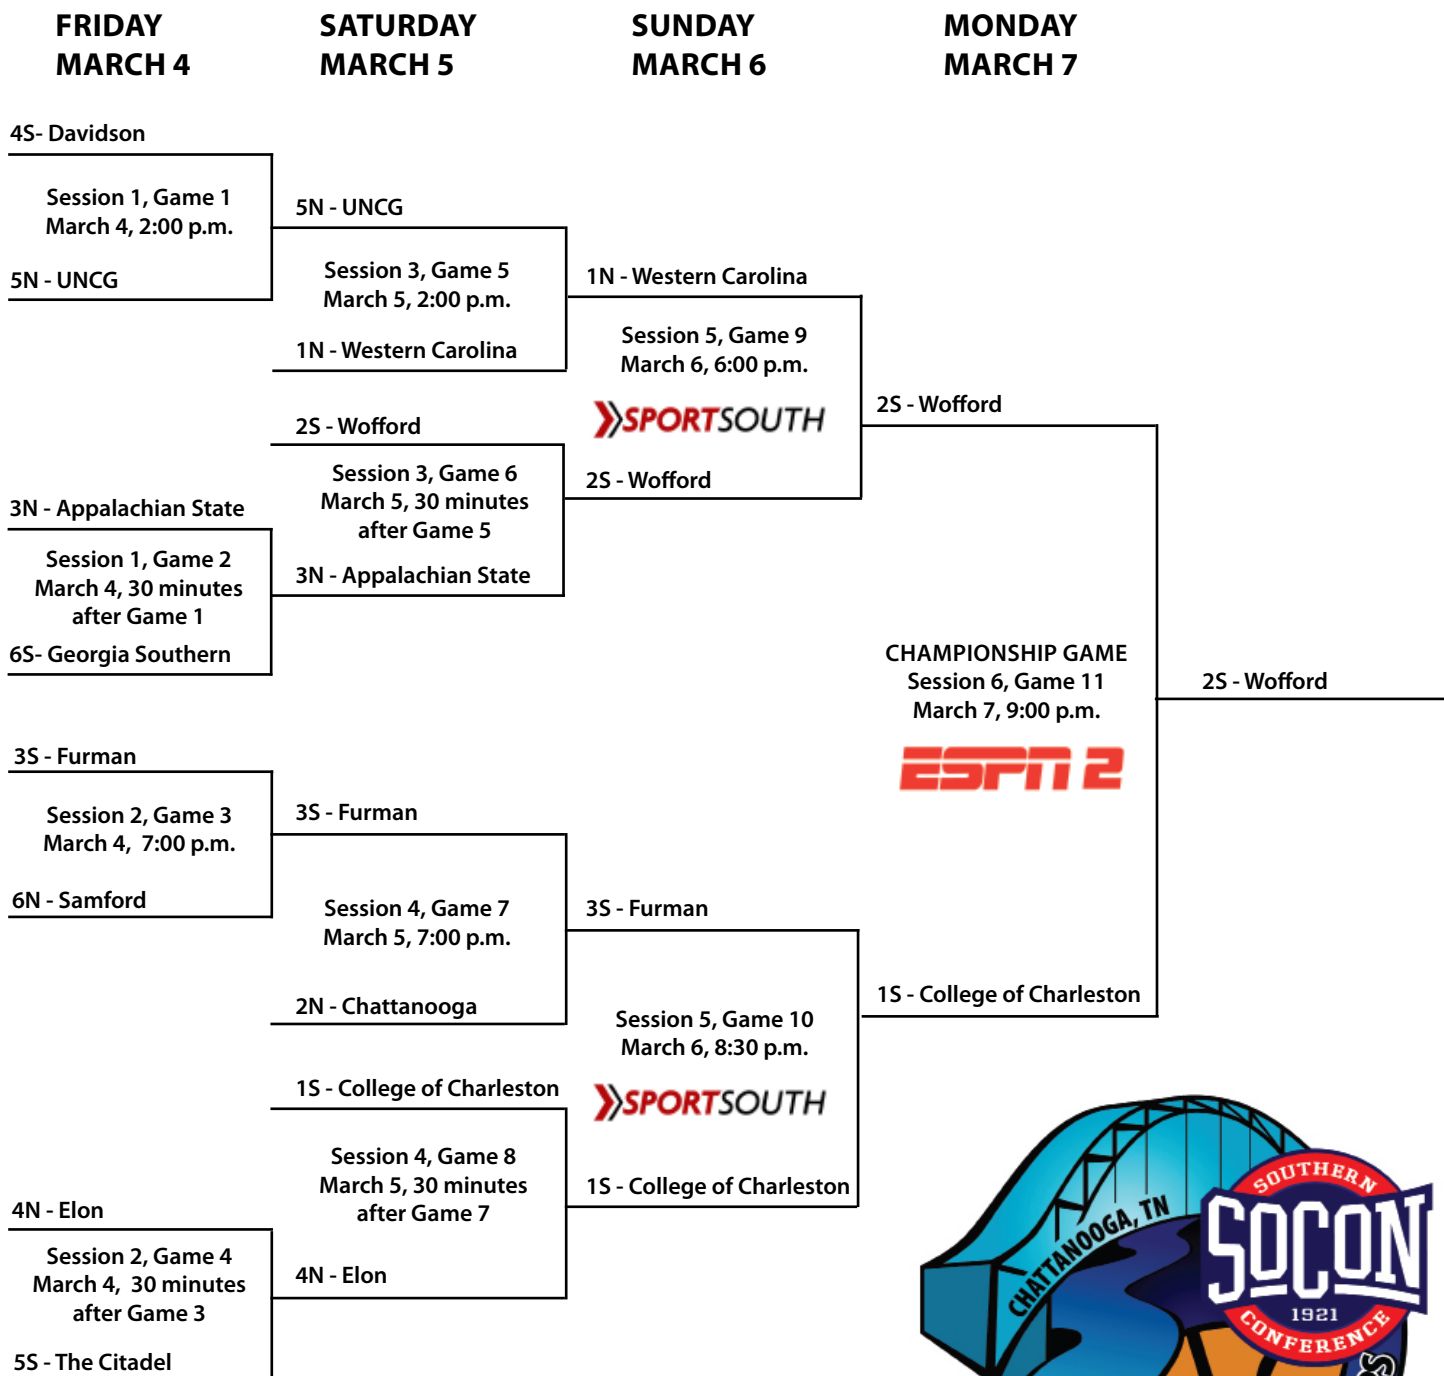 FRIDAY
MARCH 4
SATURDAY
MARCH 5
SUNDAY
MARCH 6
MONDAY
MARCH 7
4S- Davidson
Session 1, Game 1
March 4, 2:00 p.m.
5N - UNCG
3N - Appalachian State
Session 1, Game 2
March 4, 30 minutes
after Game 1
6S- Georgia Southern
3S - Furman
Session 2, Game 3
March 4, 7:00 p.m.
6N - Samford
4N - Elon
Session 2, Game 4
March 4, 30 minutes
after Game 3
5S - The Citadel
5N - UNCG
Session 3, Game 5
March 5, 2:00 p.m.
1N - Western Carolina
2S - Wofford
Session 3, Game 6
March 5, 30 minutes
after Game 5
3N - Appalachian State
3S - Furman
Session 4, Game 7
March 5, 7:00 p.m.
2N - Chattanooga
1S - College of Charleston
Session 4, Game 8
March 5, 30 minutes
after Game 7
4N - Elon
1N - Western Carolina
Session 5, Game 9
March 6, 6:00 p.m.
SPORTSOUTH
2S - Wofford
3S - Furman
Session 5, Game 10
March 6, 8:30 p.m.
SPORTSOUTH
1S - College of Charleston
2S - Wofford
CHAMPIONSHIP GAME
Session 6, Game 11
March 7, 9:00 p.m.
ESPN 2
1S - College of Charleston
2S - Wofford
CHATTANOOGA, TN
SOUTHERN
SOCON
1921
CONFERENCE